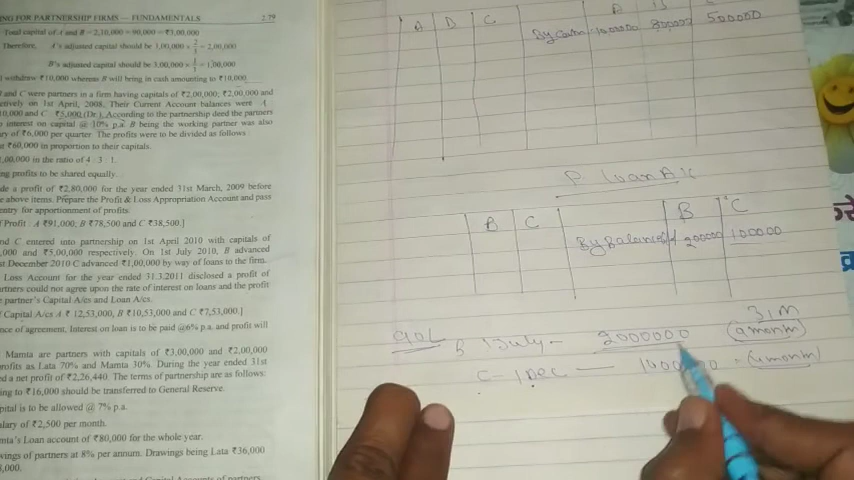 NG FOR PARTNERSHIP FIRMS — FUNDAMENTALS 2.79
Total capital of A and B = 2,10,000 + 90,000 = ₹3,00,000
Therefore, A's adjusted capital should be 3,00,000 × 2/3 = 2,00,000
B's adjusted capital should be 3,00,000 × 1/3 = 1,00,000
l withdraw ₹10,000 whereas B will bring in cash amounting to ₹10,000.
and C were partners in a firm having capitals of ₹2,00,000; ₹2,00,000 and
ectively on 1st April, 2008. Their Current Account balances were A
10,000 and C : ₹5,000 (Dr.). According to the partnership deed the partners
o interest on capital @ 10% p.a. B being the working partner was also
ry of ₹6,000 per quarter. The profits were to be divided as follows :
t ₹60,000 in proportion to their capitals.
1,00,000 in the ratio of 4 : 3 : 1.
ng profits to be shared equally.
de a profit of ₹2,80,000 for the year ended 31st March, 2009 before
e above items. Prepare the Profit & Loss Appropriation Account and pass
entry for apportionment of profits.
f Profit : A ₹91,000; B ₹78,500 and C ₹38,500.]
nd C entered into partnership on 1st April 2010 with capitals of
,000 and ₹5,00,000 respectively. On 1st July 2010, B advanced
st December 2010 C advanced ₹1,00,000 by way of loans to the firm.
Loss Account for the year ended 31.3.2011 disclosed a profit of
artners could not agree upon the rate of interest on loans and the profit
e partner's Capital A/cs and Loan A/cs.
Capital A/cs A ₹ 12,53,000, B ₹10,53,000 and C ₹7,53,000.]
nce of agreement, Interest on loan is to be paid @6% p.a. and profit will
Mamta are partners with capitals of ₹3,00,000 and ₹2,00,000
rofits as Lata 70% and Mamta 30%. During the year ended 31st
ed a net profit of ₹2,26,440. The terms of partnership are as follows:
ing to ₹16,000 should be transferred to General Reserve.
pital is to be allowed @ 7% p.a.
alary of ₹2,500 per month.
mta's Loan account of ₹80,000 for the whole year.
wings of partners at 8% per annum. Drawings being Lata ₹36,000
8,000.
A B C
By Cash 1000000 800000 500000
P Loan A/c
B C B C
By Balance 200000 100000
B 1 July - 2000000 (9 month)
31M
C - 1 Dec — = (4 month)